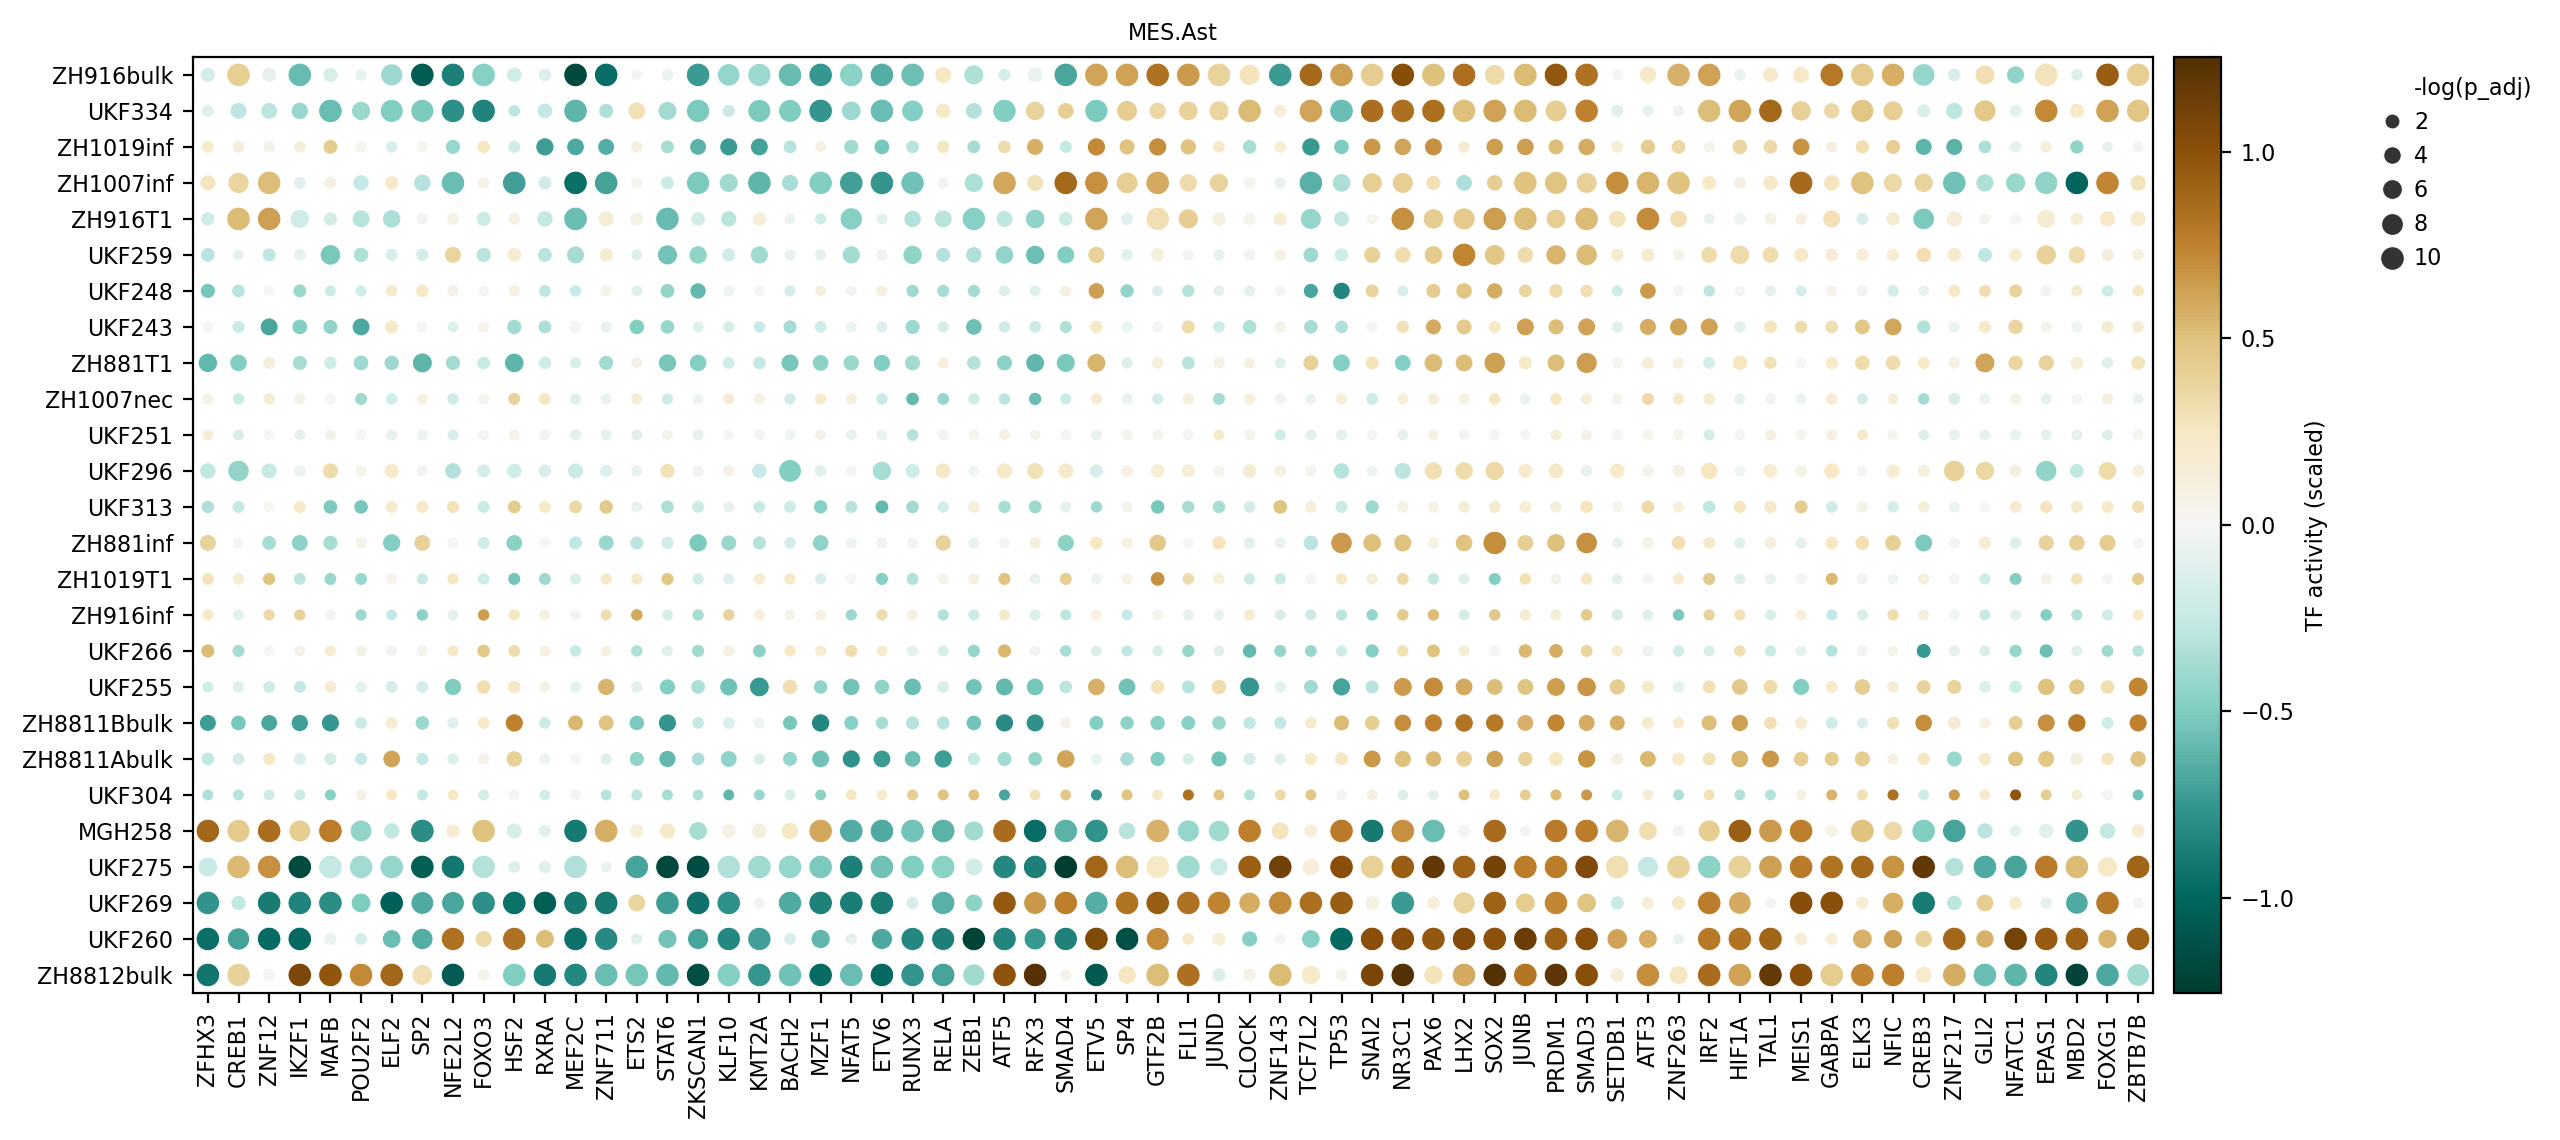 MES.Ast
ZH916bulk
UKF334
ZH1019inf
ZH1007inf
ZH916T1
UKF259
UKF248
UKF243
ZH881T1
ZH1007nec
UKF251
UKF296
UKF313
ZH881inf
ZH1019T1
ZH916inf
UKF266
UKF255
ZH8811Bbulk
ZH8811Abulk
UKF304
MGH258
UKF275
UKF269
UKF260
ZH8812bulk
ZFHX3
CREB1
ZNF12
IKZF1
MAFB
POU2F2
ELF2
SP2
NFE2L2
FOXO3
HSF2
RXRA
MEF2C
ZNF711
ETS2
STAT6
ZKSCAN1
KLF10
KMT2A
BACH2
MZF1
NFAT5
ETV6
RUNX3
RELA
ZEB1
ATF5
RFX3
SMAD4
ETV5
SP4
GTF2B
FLI1
JUND
CLOCK
ZNF143
TCF7L2
TP53
SNAI2
NR3C1
PAX6
LHX2
SOX2
JUNB
PRDM1
SMAD3
SETDB1
ATF3
ZNF263
IRF2
HIF1A
TAL1
MEIS1
GABPA
ELK3
NFIC
CREB3
ZNF217
GLI2
NFATC1
EPAS1
MBD2
FOXG1
ZBTB7B
1.0
0.5
0.0
−0.5
−1.0
TF activity (scaled)
-log(p_adj)
2
4
6
8
10